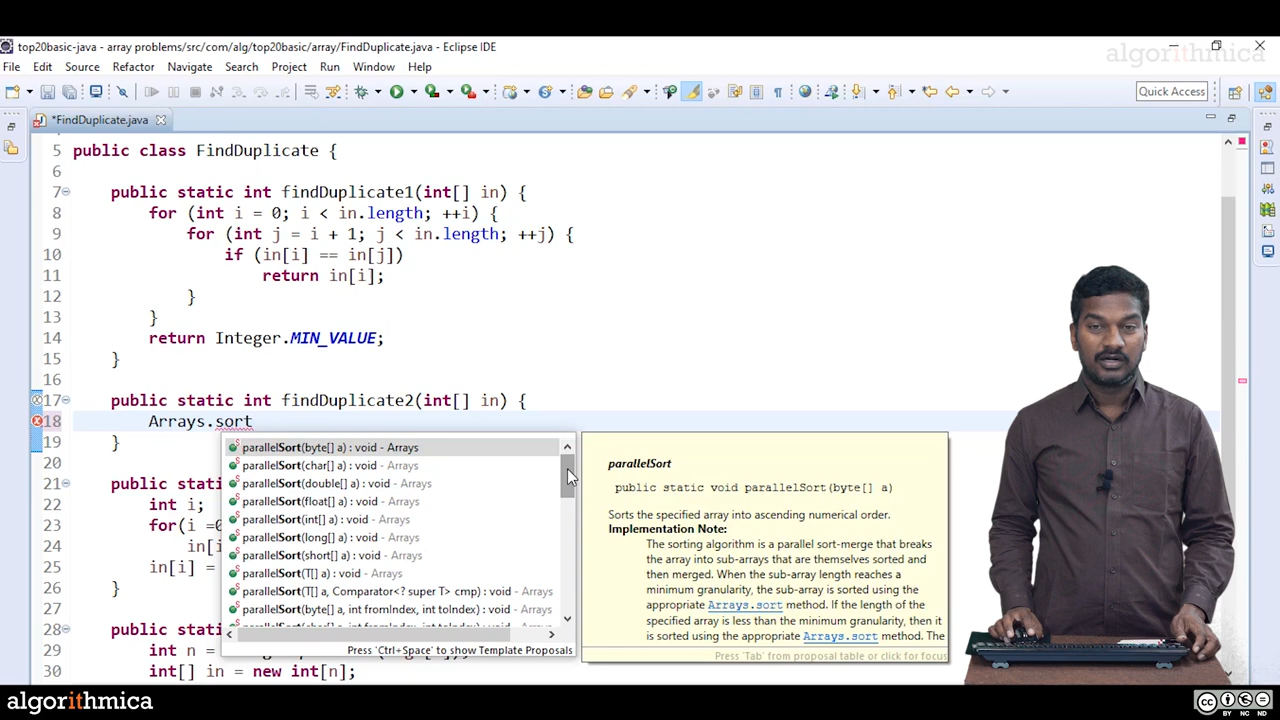 top20basic-java - array problems/src/com/alg/top20basic/array/FindDuplicate.java - Eclipse IDE
algorithmica
File Edit Source Refactor Navigate Search Project Run Window Help
Quick Access
*FindDuplicate.java
5 public class FindDuplicate {
6
7 public static int findDuplicate1(int[] in) {
8 for (int i = 0; i < in.length; ++i) {
9 for (int j = i + 1; j < in.length; ++j) {
10 if (in[i] == in[j])
11 return in[i];
12 }
13 }
14 return Integer.MIN_VALUE;
15 }
16
17 public static int findDuplicate2(int[] in) {
18 Arrays.sort
19 }
20
21 public st
22 int i;
23 for(i =0
24 in[i]
25 in[i] =
26 }
27
28 public st
29 int n =
30 int[] in = new int[n];
parallelSort(byte[] a) : void - Arrays
parallelSort(char[] a) : void - Arrays
parallelSort(double[] a) : void - Arrays
parallelSort(float[] a) : void - Arrays
parallelSort(int[] a) : void - Arrays
parallelSort(long[] a) : void - Arrays
parallelSort(short[] a) : void - Arrays
parallelSort(T[] a) : void - Arrays
parallelSort(T[] a, Comparator<? super T> cmp) : void - Arrays
parallelSort(byte[] a, int fromIndex, int toIndex) : void - Arrays
Press 'Ctrl+Space' to show Template Proposals
parallelSort
public static void parallelSort(byte[] a)
Sorts the specified array into ascending numerical order.
Implementation Note:
The sorting algorithm is a parallel sort-merge that breaks
the array into sub-arrays that are themselves sorted and
then merged. When the sub-array length reaches a
minimum granularity, the sub-array is sorted using the
appropriate Arrays.sort method. If the length of the
specified array is less than the minimum granularity, then it
is sorted using the appropriate Arrays.sort method. The
Press 'Tab' from proposal table or click for focus
algorithmica
cc BY NC ND